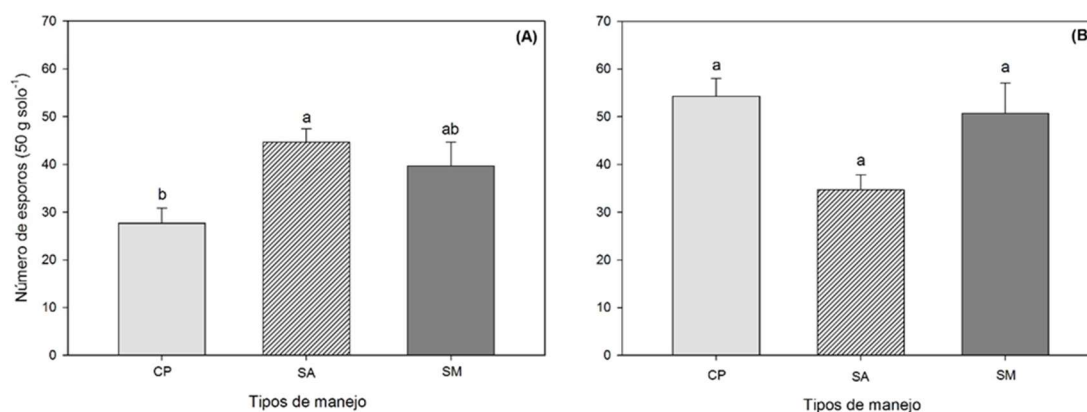 Número de esporos (50 g solo⁻¹)
70
60
50
40
30
20
10
0
(A)
b
a
ab
CP
SA
SM
Tipos de manejo
70
60
50
40
30
20
10
0
(B
a
a
a
CP
SA
SM
Tipos de manejo